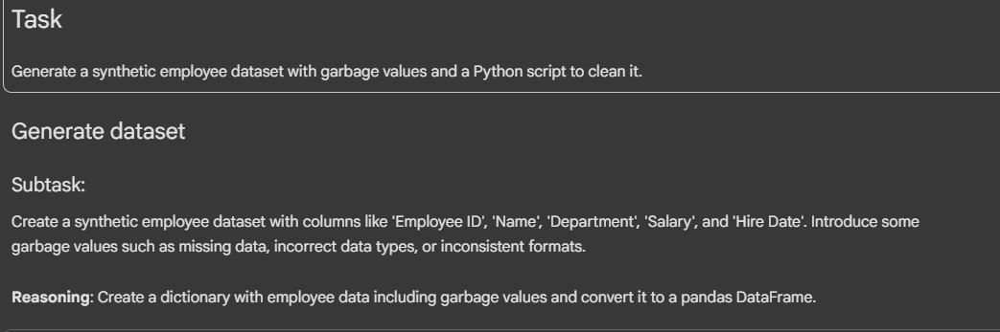 Task
Generate a synthetic employee dataset with garbage values and a Python script to clean it.
Generate dataset
Subtask:
Create a synthetic employee dataset with columns like 'Employee ID', 'Name', 'Department', 'Salary', and 'Hire Date'. Introduce some
garbage values such as missing data, incorrect data types, or inconsistent formats.
Reasoning: Create a dictionary with employee data including garbage values and convert it to a pandas DataFrame.